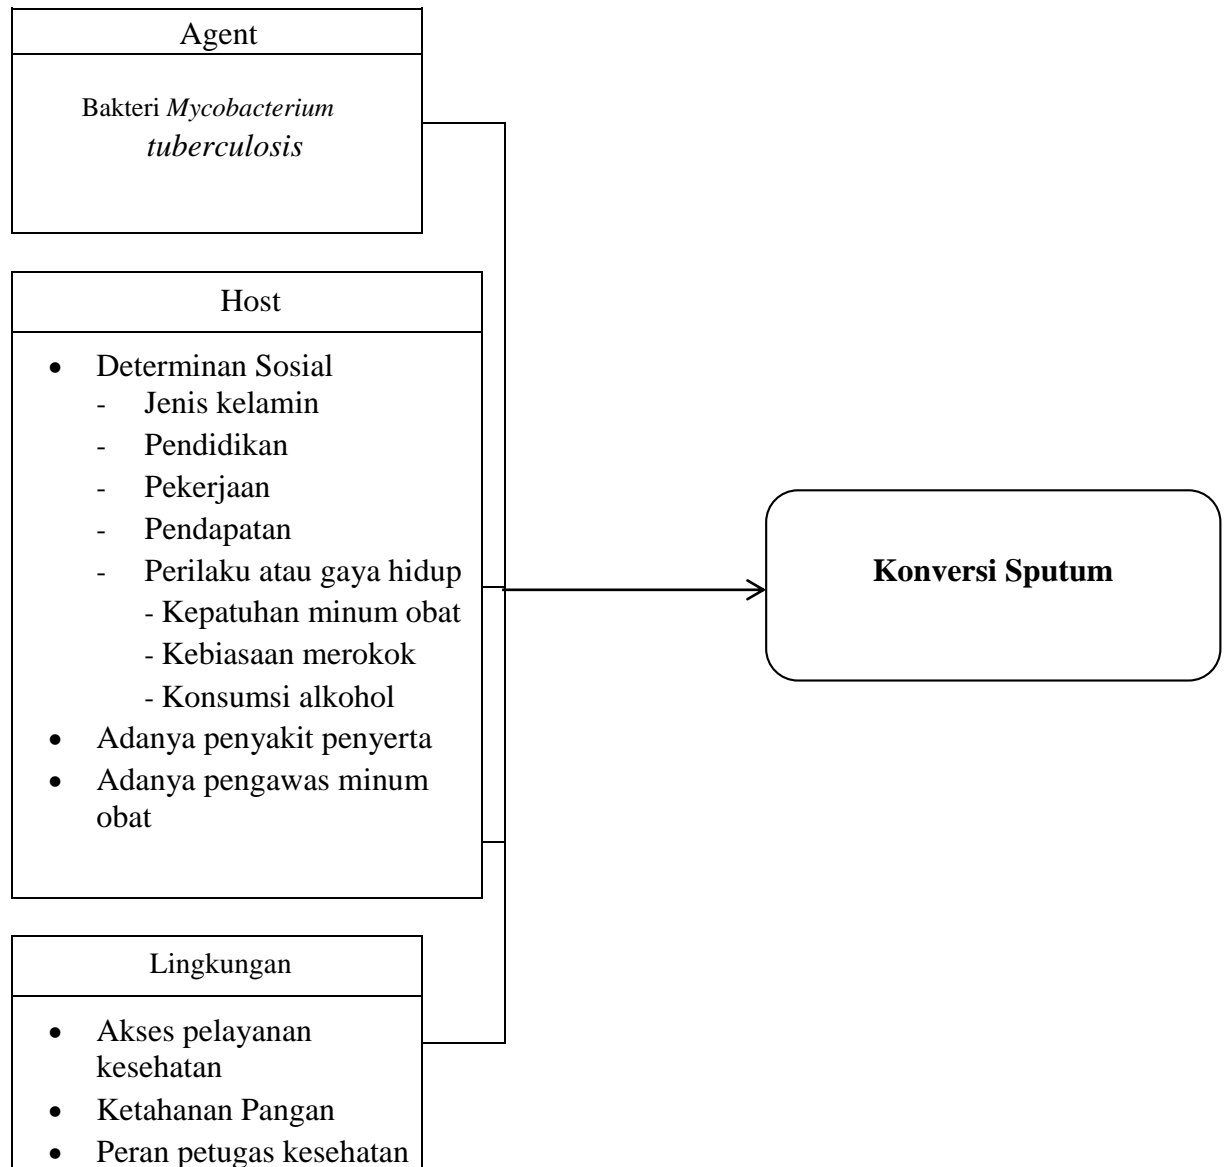 Agent
Bakteri Mycobacterium
tuberculosis
Host
• Determinan Sosial
- Jenis kelamin
- Pendidikan
- Pekerjaan
- Pendapatan
- Perilaku atau gaya hidup
- Kepatuhan minum obat
- Kebiasaan merokok
- Konsumsi alkohol
• Adanya penyakit penyerta
• Adanya pengawas minum
obat
Konversi Sputum
Lingkungan
• Akses pelayanan
kesehatan
• Ketahanan Pangan
• Peran petugas kesehatan